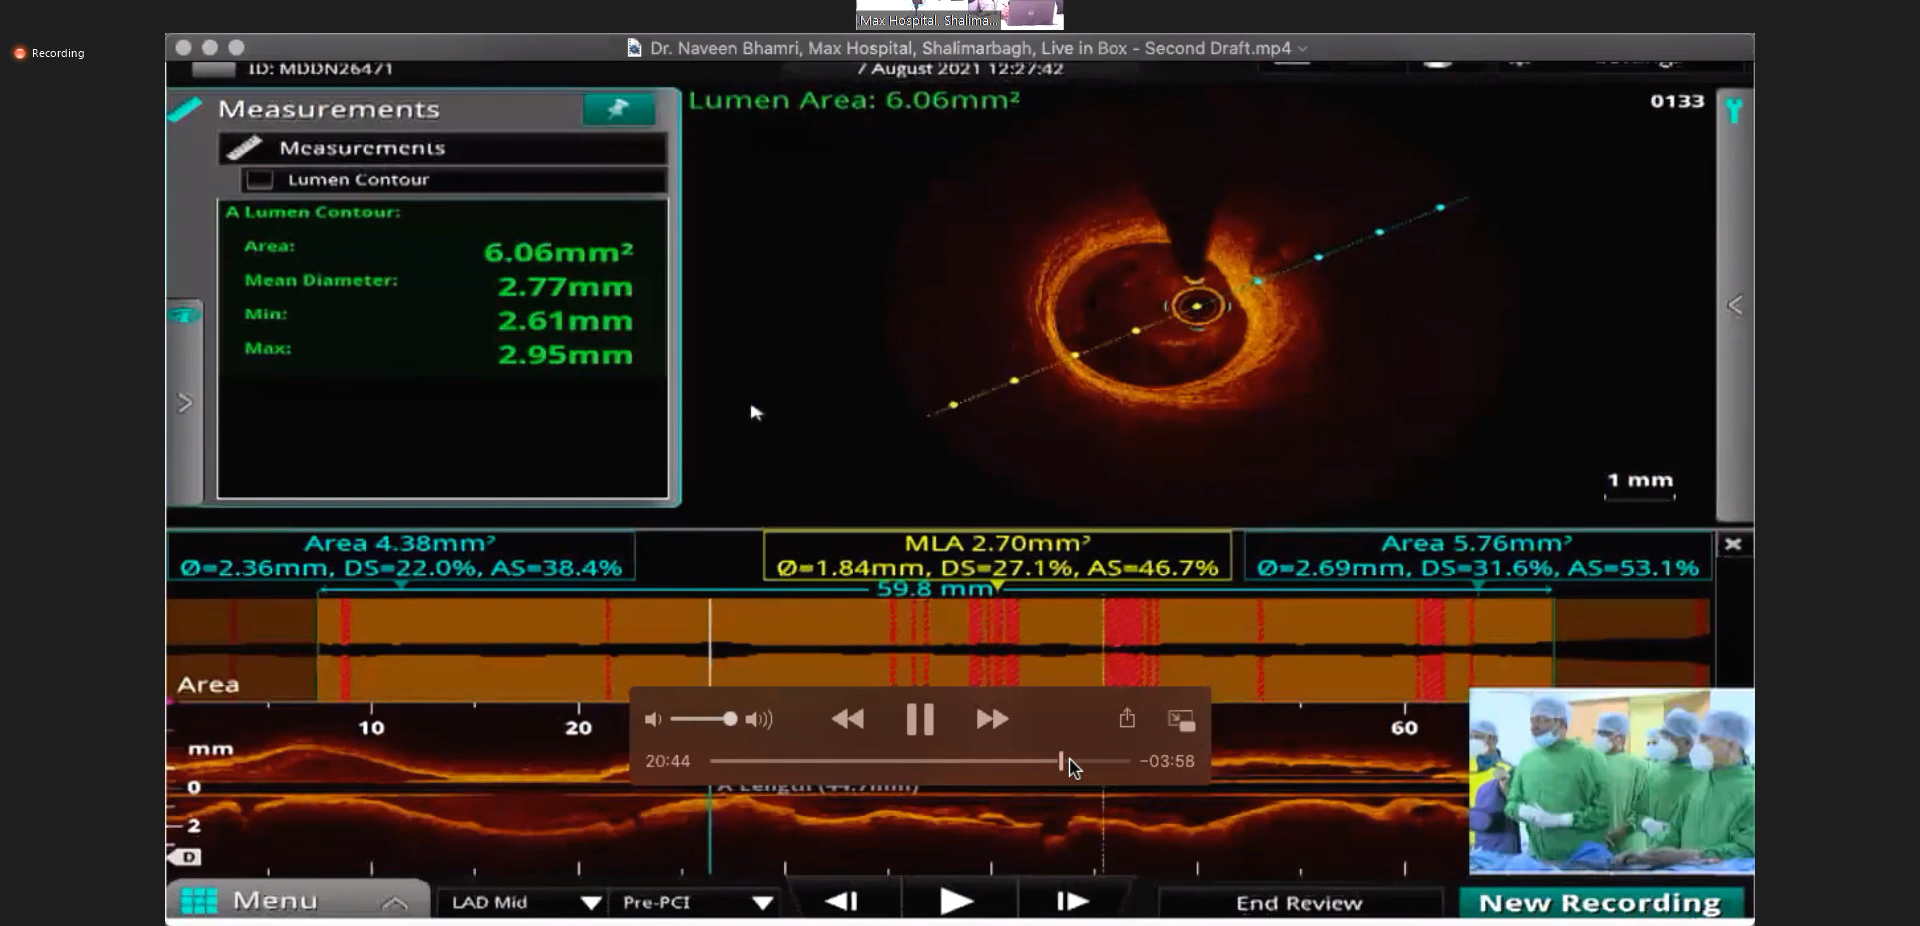 Max Hospital, Shalima...
Recording
Dr. Naveen Bhamri, Max Hospital, Shalimarbagh, Live in Box - Second Draft.mp4
ID: MDDN26471
7 August 2021 12:27:42
Measurements
Lumen Area: 6.06mm²
0133
Measurements
Lumen Contour
A Lumen Contour:
Area: 6.06mm²
Mean Diameter: 2.77mm
Min: 2.61mm
Max: 2.95mm
1 mm
Area 4.38mm²
Ø=2.36mm, DS=22.0%, AS=38.4%
MLA 2.70mm²
Ø=1.84mm, DS=27.1%, AS=46.7%
Area 5.76mm²
Ø=2.69mm, DS=31.6%, AS=53.1%
59.8 mm
Area
10 20 60
mm
0
2
D
20:44
-03:58
A Length (44.7mm)
Menu
LAD Mid
Pre-PCI
End Review
New Recording